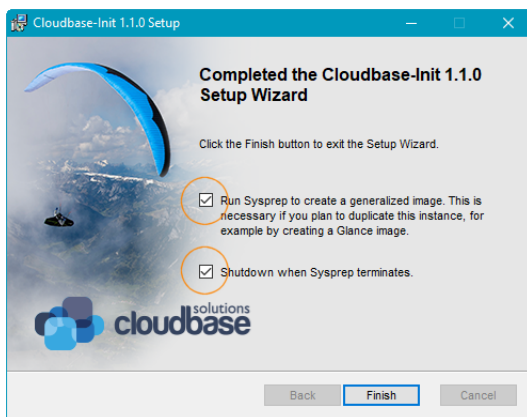 Cloudbase-Init 1.1.0 Setup
Completed the Cloudbase-Init 1.1.0
Setup Wizard
Click the Finish button to exit the Setup Wizard.
Run Sysprep to create a generalized image. This is
necessary if you plan to duplicate this instance, for
example by creating a Glance image.
Shutdown when Sysprep terminates.
solutions
cloudbase
Back
Finish
Cancel